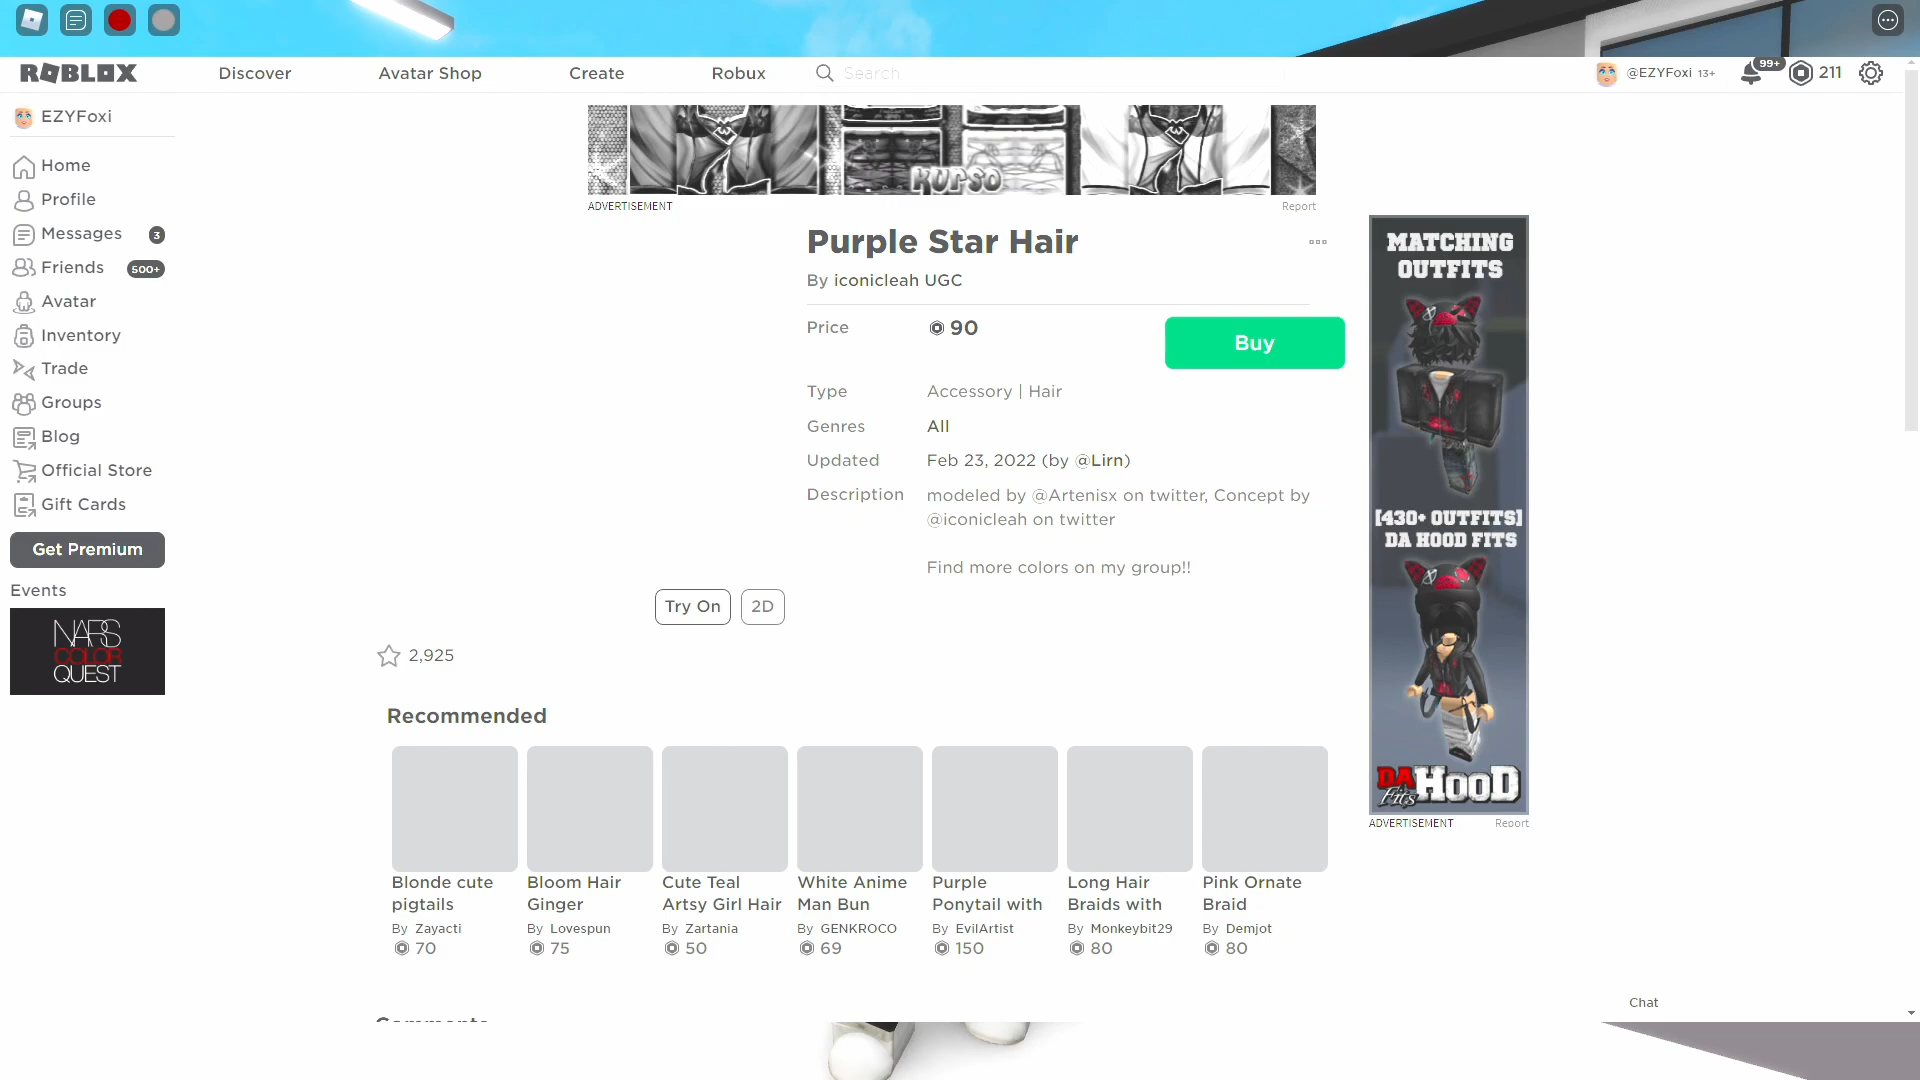 ROBLOX
Discover
Avatar Shop
Create
Robux
Search
@EZYFoxi 13+
99+
211
EZYFoxi
Home
Profile
Messages 3
Friends 500+
Avatar
Inventory
Trade
Groups
Blog
Official Store
Gift Cards
Get Premium
Events
NARS
COLOR
QUEST
KURSO
ADVERTISEMENT
Report
Purple Star Hair
By iconicleah UGC
Price 90
Buy
Type Accessory | Hair
Genres All
Updated Feb 23, 2022 (by @Lirn)
Description modeled by @Artenisx on twitter, Concept by
@iconicleah on twitter
Find more colors on my group!!
Try On
2D
2,925
Recommended
Blonde cute
pigtails
By Zayacti
70
Bloom Hair
Ginger
By Lovespun
75
Cute Teal
Artsy Girl Hair
By Zartania
50
White Anime
Man Bun
By GENKROCO
69
Purple
Ponytail with
By EvilArtist
150
Long Hair
Braids with
By Monkeybit29
80
Pink Ornate
Braid
By Demjot
80
MATCHING
OUTFITS
[430+ OUTFITS]
DA HOOD FITS
DA HOOD
Fits
ADVERTISEMENT
Report
Comments
Chat